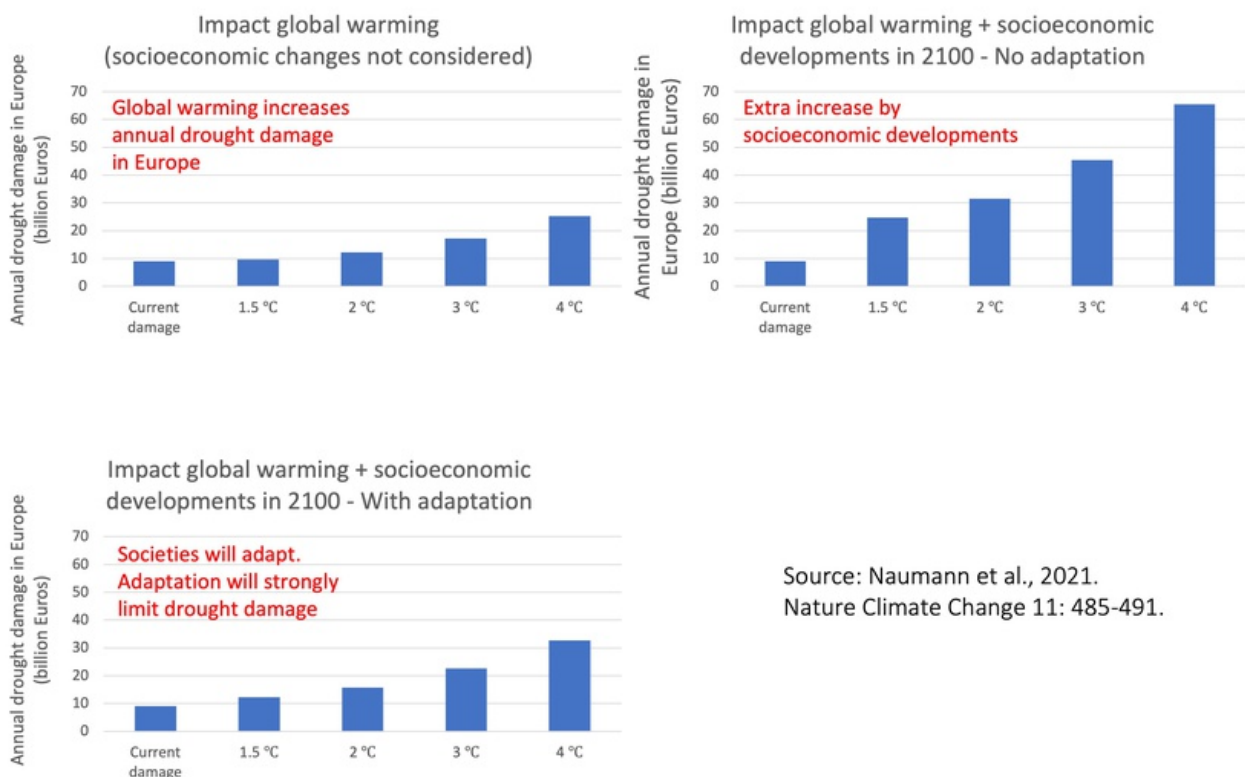 Impact global warming
(socioeconomic changes not considered)
Annual drought damage in Europe
(billion Euros)
70
60
50
40
30
20
10
0
Global warming increases
annual drought damage
in Europe
Current
damage
1.5 °C
2 °C
3 °C
4 °C
Impact global warming + socioeconomic
developments in 2100 - No adaptation
Annual drought damage in
Europe (billion Euros)
70
60
50
40
30
20
10
0
Extra increase by
socioeconomic developments
Current
damage
1.5 °C
2 °C
3 °C
4 °C
Impact global warming + socioeconomic
developments in 2100 - With adaptation
Annual drought damage in Europe
(billion Euros)
70
60
50
40
30
20
10
0
Societies will adapt.
Adaptation will strongly
limit drought damage
Current
damage
1.5 °C
2 °C
3 °C
4 °C
Source: Naumann et al., 2021.
Nature Climate Change 11: 485-491.